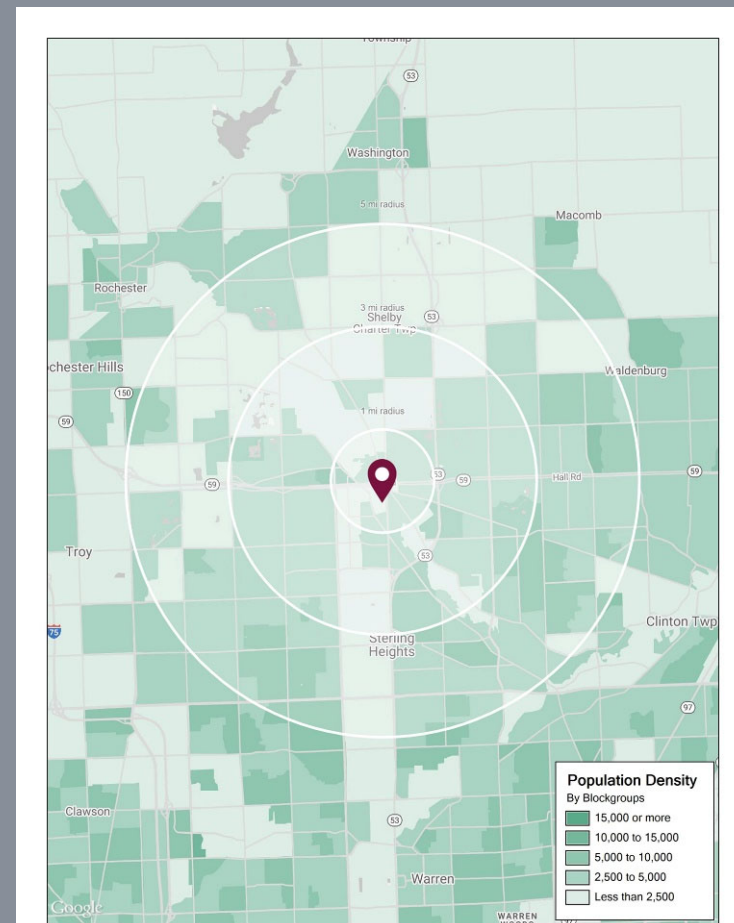 Township
53
Washington
5 mi radius
Macomb
Rochester
3 mi radius
Shelby
Charter Twp
53
ochester Hills
Waldenburg
150
59
1 mi radius
53
59
Hall Rd
59
59
Troy
53
75
Clinton Twp
Sterling
Heights
97
Population Density
By Blockgroups
15,000 or more
10,000 to 15,000
5,000 to 10,000
2,500 to 5,000
Less than 2,500
Clawson
53
Warren
Google
WARREN